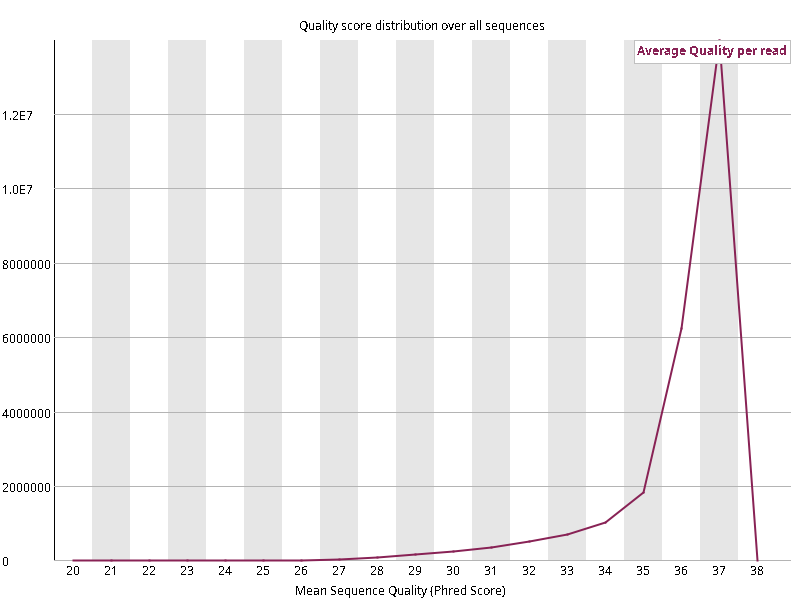 Quality score distribution over all sequences
Average Quality per read
1.2E7
1.0E7
8000000
6000000
4000000
2000000
0
20 21 22 23 24 25 26 27 28 29 30 31 32 33 34 35 36 37 38
Mean Sequence Quality (Phred Score)